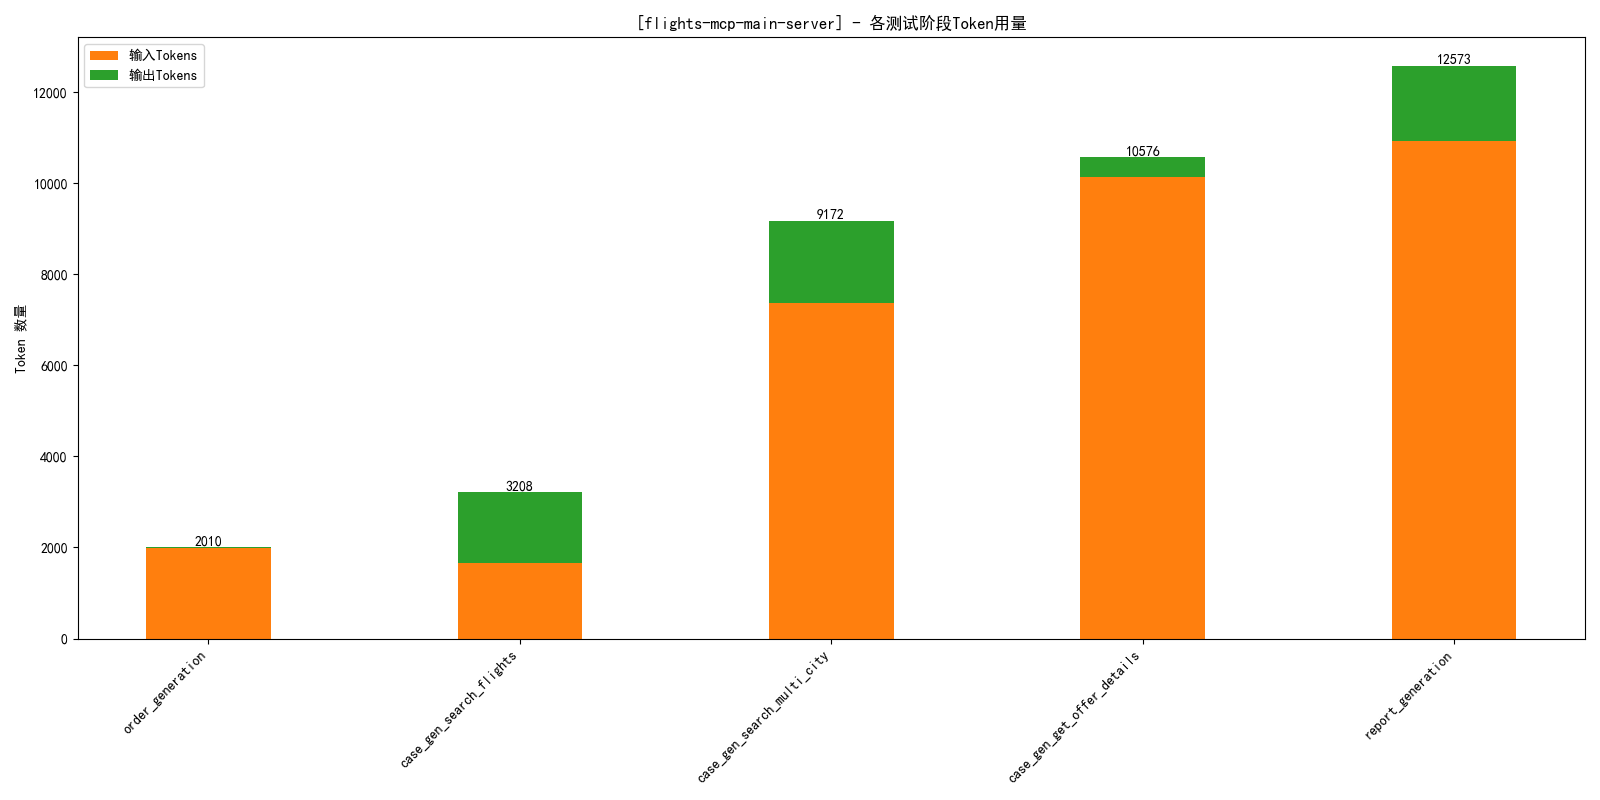 [flights-mcp-main-server] - 各测试阶段Token用量
输入Tokens
输出Tokens
Token 数量
12000
10000
8000
6000
4000
2000
0
2010
3208
9172
10576
12573
order_generation
case_gen_search_flights
case_gen_search_multi_city
case_gen_get_offer_details
report_generation